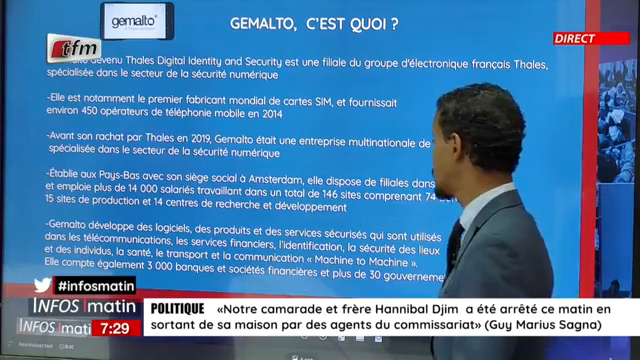 gemalto
GEMALTO, C'EST QUOI ?
DIRECT
tfm
devenu Thales Digital Identity and Security est une filiale du groupe d'électronique français Thales,
spécialisée dans le secteur de la sécurité numérique
-Elle est notamment le premier fabricant mondial de cartes SIM, et fournissait
environ 450 opérateurs de téléphonie mobile en 2014
-Avant son rachat par Thales en 2019, Gemalto était une entreprise multinationale de
spécialisée dans le secteur de la sécurité numérique
-Établie aux Pays-Bas avec son siège social à Amsterdam, elle dispose de filiales dans
et emploie plus de 14 000 salariés travaillant dans un total de 146 sites comprenant 74
15 sites de production et 14 centres de recherche et développement
-Gemalto développe des logiciels, des produits et des services sécurisés qui sont utilisés
dans les télécommunications, les services financiers, l'identification, la sécurité des lieux
et des individus, la santé, le transport et la communication « Machine to Machine ».
Elle compte également 3 000 banques et sociétés financières et plus de 30 gouverneme
#infosmatin
INFOS matin
POLITIQUE «Notre camarade et frère Hannibal Djim a été arrêté ce matin en
sortant de sa maison par des agents du commissariat» (Guy Marius Sagna)
INFOS mati
7:29